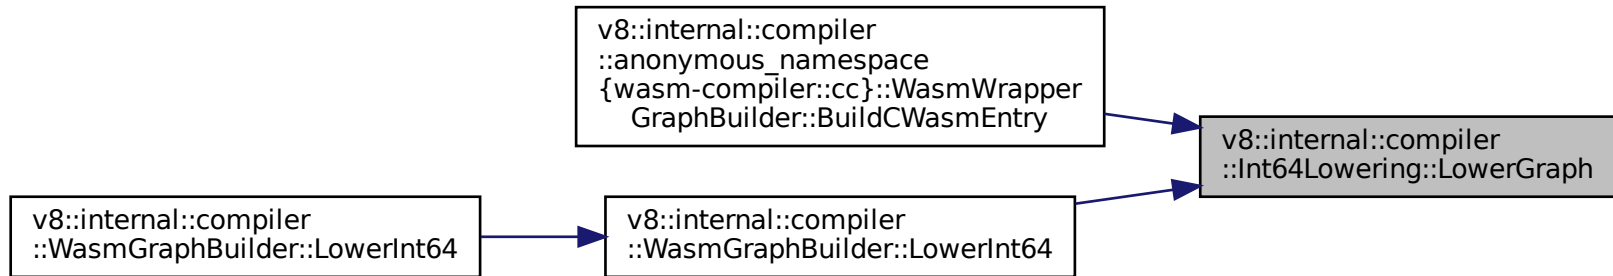 v8::internal::compiler
::anonymous_namespace
{wasm-compiler::cc}::WasmWrapper
GraphBuilder::BuildCWasmEntry
v8::internal::compiler
::Int64Lowering::LowerGraph
v8::internal::compiler
::WasmGraphBuilder::LowerInt64
v8::internal::compiler
::WasmGraphBuilder::LowerInt64